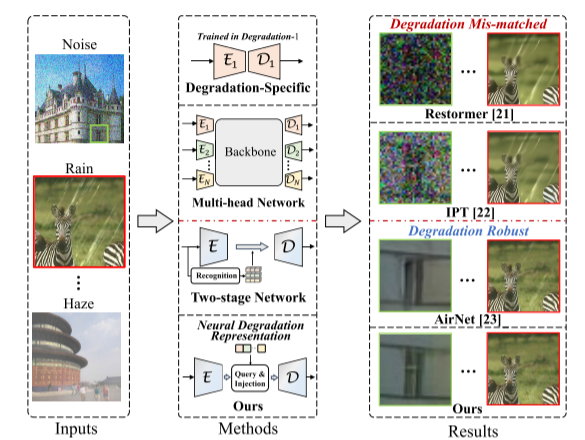 Noise
Rain
Haze
Inputs
Trained in Degradation-1
E₁ D₁
Degradation-Specific
E₁ D₁
E₂ Backbone D₂
E_N D_N
Multi-head Network
E D
Recognition
Two-stage Network
Neural Degradation
Representation
E Query & Injection D
Ours
Methods
Degradation Mis-matched
...
Restormer [21]
...
IPT [22]
Degradation Robust
...
AirNet [23]
...
Ours
Results